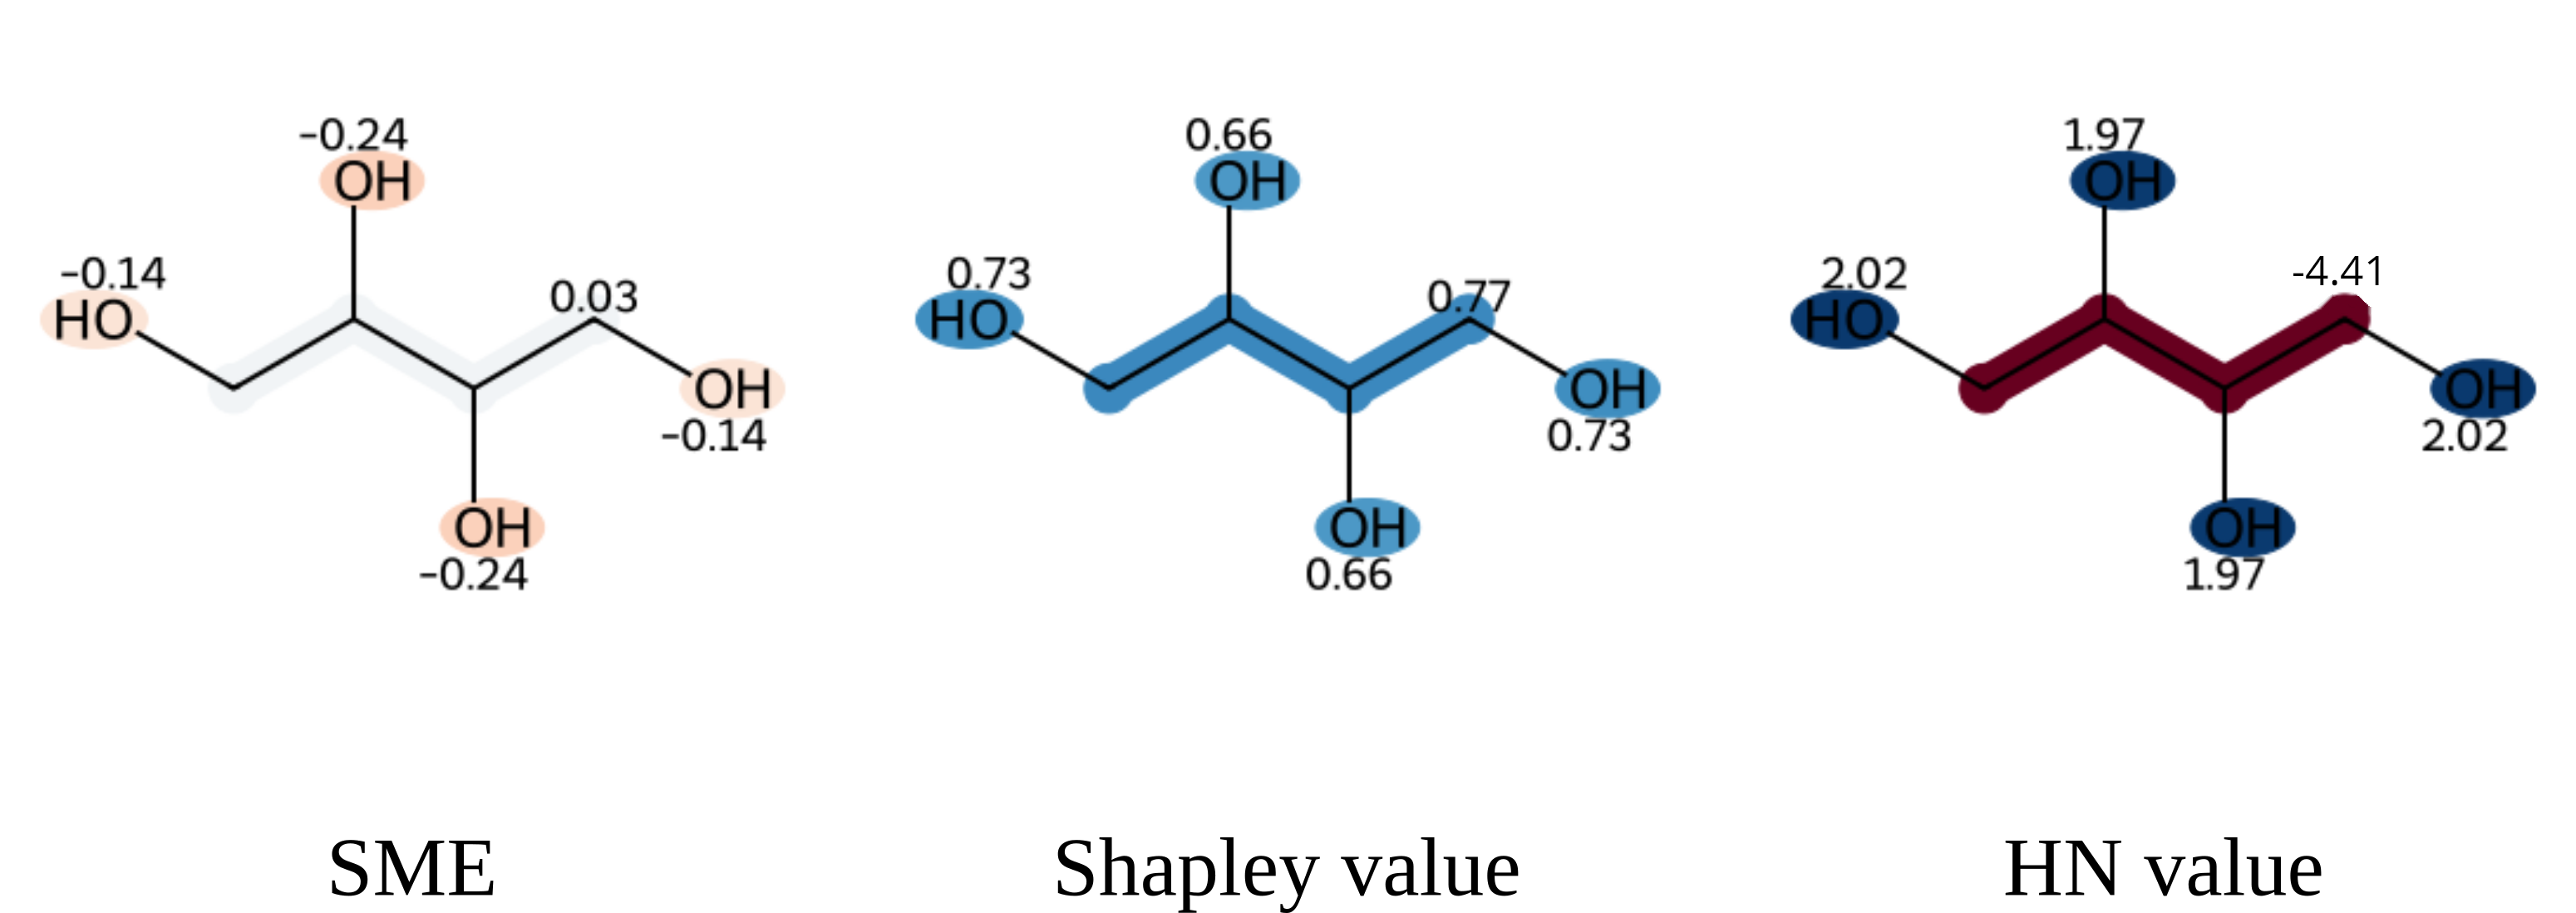 -0.24
OH
-0.14
HO
0.03
OH
-0.14
OH
-0.24
SME
0.66
OH
0.73
HO
0.77
OH
0.73
OH
0.66
Shapley value
1.97
OH
2.02
HO
-4.41
OH
2.02
OH
1.97
HN value